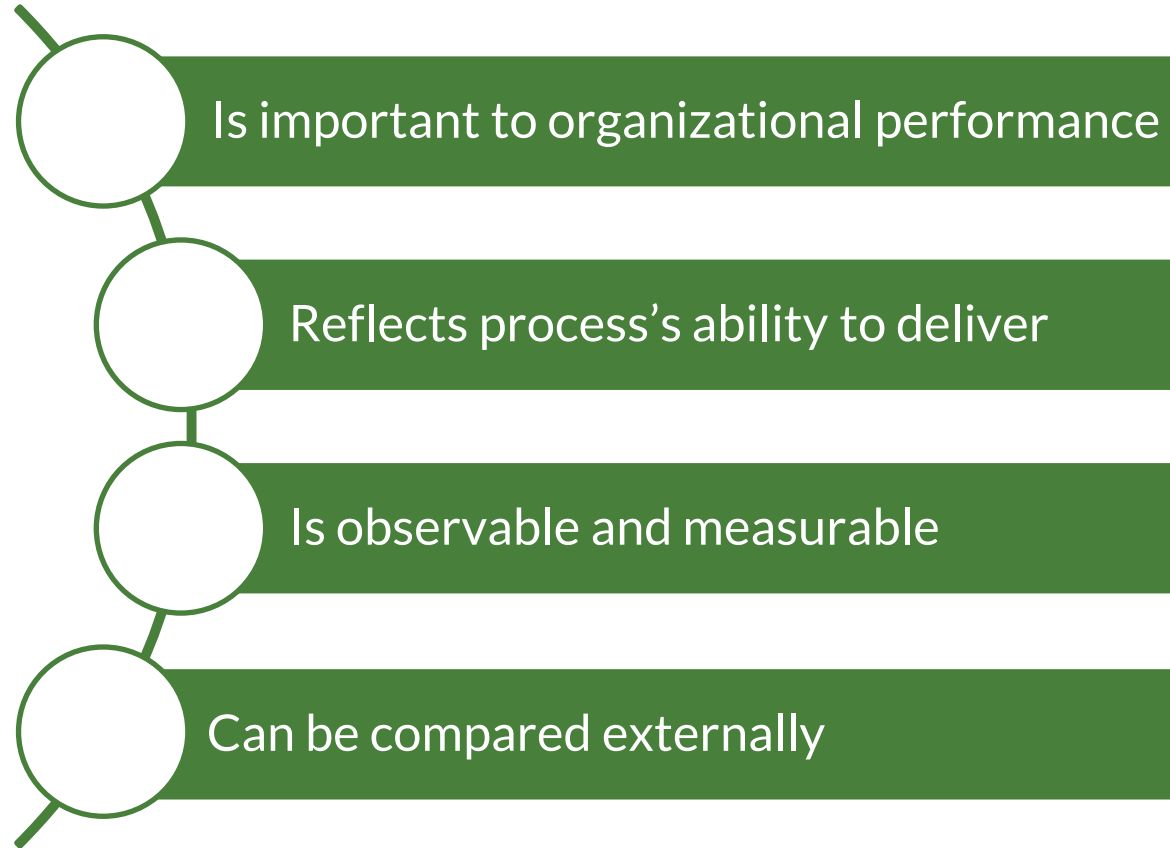 Is important to organizational performance
Reflects process’s ability to deliver
Is observable and measurable
Can be compared externally